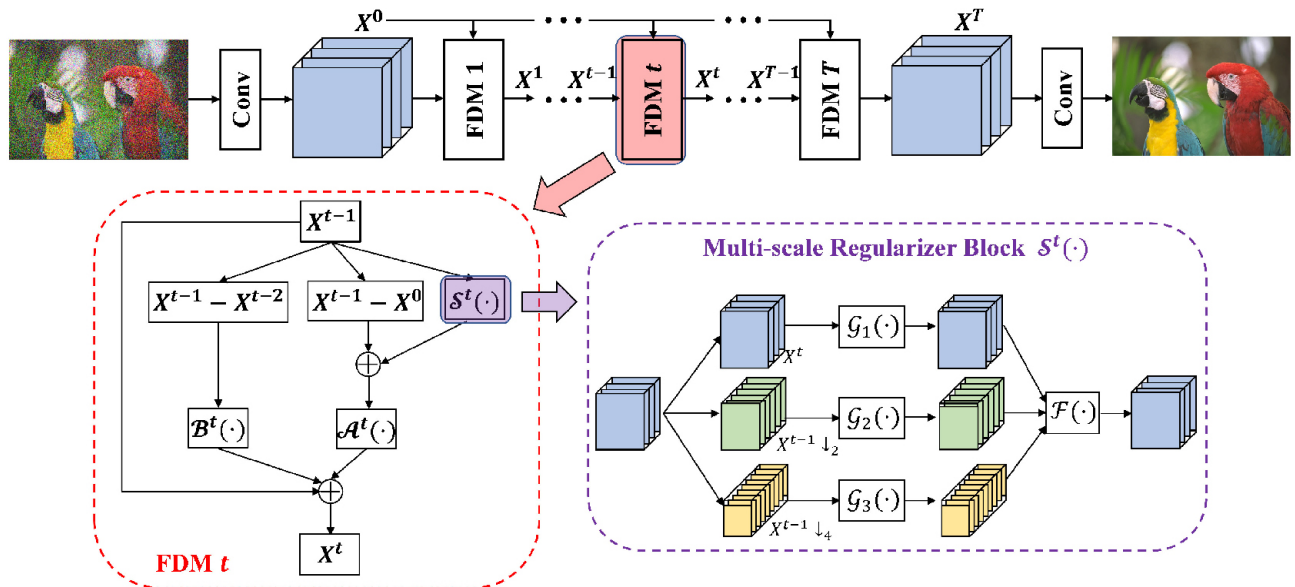 X^0 ••• ••• X^T
Conv
FDM 1
X^1 ••• X^{t-1}
FDM t
X^t ••• X^{T-1}
FDM T
Conv
X^{t-1}
X^{t-1} − X^{t-2}
X^{t-1} − X^0
𝒮^t(·)
ℬ^t(·)
𝒜^t(·)
X^t
FDM t
Multi-scale Regularizer Block 𝒮^t(·)
X^t
𝒢_1(·)
X^{t-1} ↓_2
𝒢_2(·)
ℱ(·)
X^{t-1} ↓_4
𝒢_3(·)